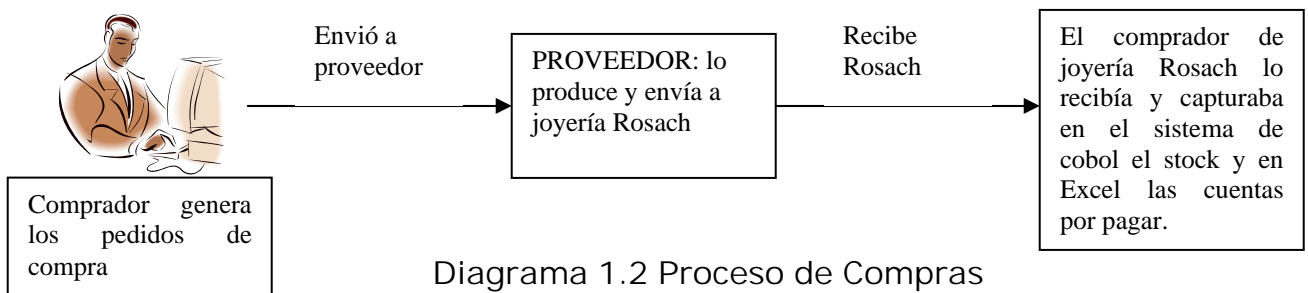 Comprador genera
los pedidos de
compra
Envió a
proveedor
PROVEEDOR: lo
produce y envía a
joyería Rosach
Recibe
Rosach
El comprador de
joyería Rosach lo
recibía y capturaba
en el sistema de
cobol el stock y en
Excel las cuentas
por pagar.
Diagrama 1.2 Proceso de Compras